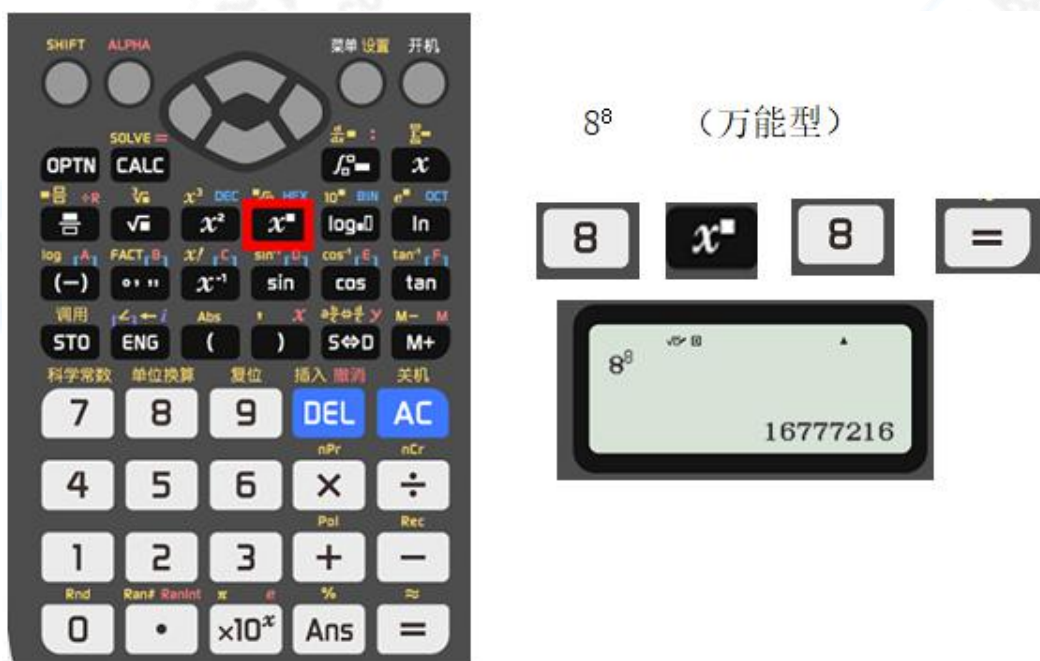 SHIFT ALPHA 菜单 设置 开机
SOLVE = :
OPTN CALC x
÷R x³ DEC HEX 10■ BIN e■ OCT
√■ x² x■ log■▯ ln
log A FACT B x! C sin⁻¹ D cos⁻¹ E tan⁻¹ F
(−) x⁻¹ sin cos tan
调用 ∠ ← i Abs , x y M− M
STO ENG ( ) S⇔D M+
科学常数 单位换算 复位 插入 撤消 关机
7 8 9 DEL AC
nPr nCr
4 5 6 × ÷
Pol Rec
1 2 3 + −
Rnd Ran# RanInt π e % ≈
0 • ×10ˣ Ans =
8⁸ （万能型）
8 x■ 8 =
8⁸
16777216